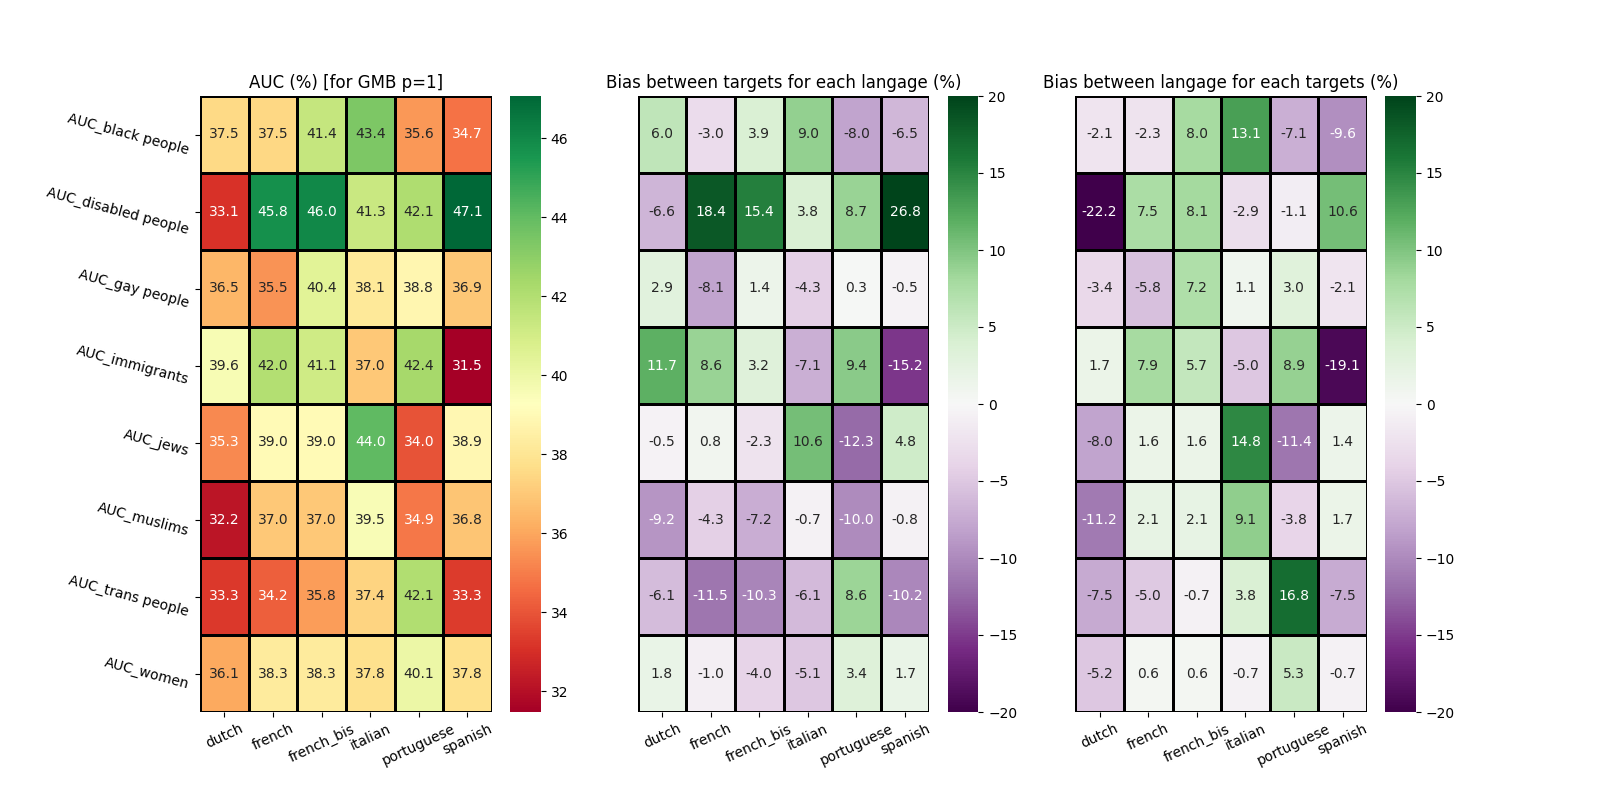 AUC (%) [for GMB p=1]
Bias between targets for each langage (%)
Bias between langage for each targets (%)
AUC_black people
37.5 37.5 41.4 43.4 35.6 34.7
AUC_disabled people
33.1 45.8 46.0 41.3 42.1 47.1
AUC_gay people
36.5 35.5 40.4 38.1 38.8 36.9
AUC_immigrants
39.6 42.0 41.1 37.0 42.4 31.5
AUC_jews
35.3 39.0 39.0 44.0 34.0 38.9
AUC_muslims
32.2 37.0 37.0 39.5 34.9 36.8
AUC_trans people
33.3 34.2 35.8 37.4 42.1 33.3
AUC_women
36.1 38.3 38.3 37.8 40.1 37.8
dutch french french_bis italian portuguese spanish
46
44
42
40
38
36
34
32
6.0 -3.0 3.9 9.0 -8.0 -6.5
-6.6 18.4 15.4 3.8 8.7 26.8
2.9 -8.1 1.4 -4.3 0.3 -0.5
11.7 8.6 3.2 -7.1 9.4 -15.2
-0.5 0.8 -2.3 10.6 -12.3 4.8
-9.2 -4.3 -7.2 -0.7 -10.0 -0.8
-6.1 -11.5 -10.3 -6.1 8.6 -10.2
1.8 -1.0 -4.0 -5.1 3.4 1.7
dutch french french_bis italian portuguese spanish
20
15
10
5
0
−5
−10
−15
−20
-2.1 -2.3 8.0 13.1 -7.1 -9.6
-22.2 7.5 8.1 -2.9 -1.1 10.6
-3.4 -5.8 7.2 1.1 3.0 -2.1
1.7 7.9 5.7 -5.0 8.9 -19.1
-8.0 1.6 1.6 14.8 -11.4 1.4
-11.2 2.1 2.1 9.1 -3.8 1.7
-7.5 -5.0 -0.7 3.8 16.8 -7.5
-5.2 0.6 0.6 -0.7 5.3 -0.7
dutch french french_bis italian portuguese spanish
20
15
10
5
0
−5
−10
−15
−20